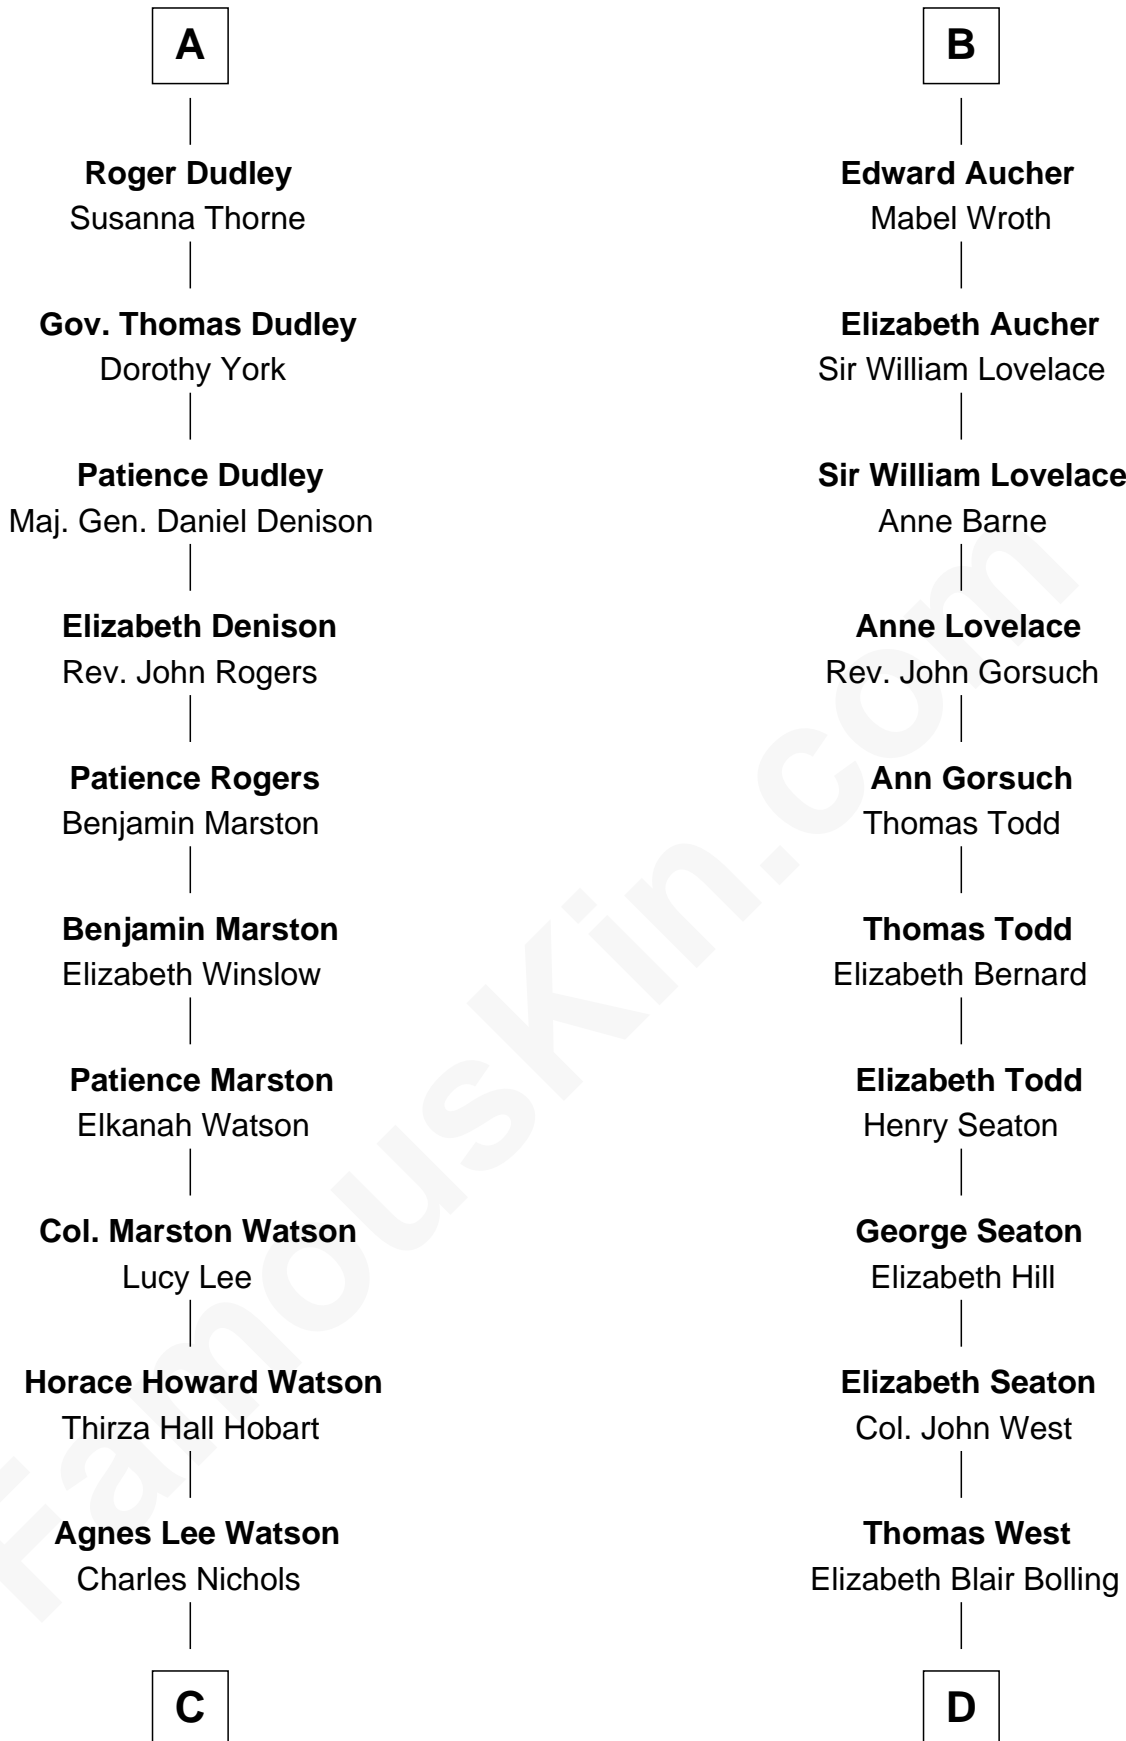 A
Roger Dudley
Susanna Thorne
Gov. Thomas Dudley
Dorothy York
Patience Dudley
Maj. Gen. Daniel Denison
Elizabeth Denison
Rev. John Rogers
Patience Rogers
Benjamin Marston
Benjamin Marston
Elizabeth Winslow
Patience Marston
Elkanah Watson
Col. Marston Watson
Lucy Lee
Horace Howard Watson
Thirza Hall Hobart
Agnes Lee Watson
Charles Nichols
C
B
Edward Aucher
Mabel Wroth
Elizabeth Aucher
Sir William Lovelace
Sir William Lovelace
Anne Barne
Anne Lovelace
Rev. John Gorsuch
Ann Gorsuch
Thomas Todd
Thomas Todd
Elizabeth Bernard
Elizabeth Todd
Henry Seaton
George Seaton
Elizabeth Hill
Elizabeth Seaton
Col. John West
Thomas West
Elizabeth Blair Bolling
D
FamousKin.com